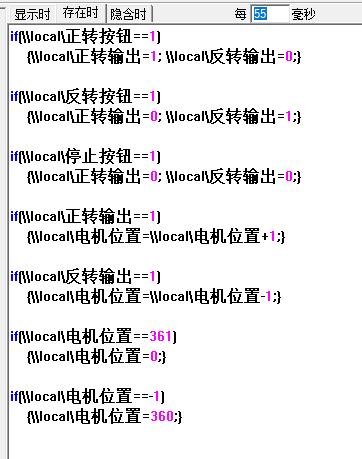 显示时 存在时 隐含时 每 55 毫秒
if(\\local\正转按钮==1)
{\\local\正转输出=1; \\local\反转输出=0;}
if(\\local\反转按钮==1)
{\\local\正转输出=0; \\local\反转输出=1;}
if(\\local\停止按钮==1)
{\\local\正转输出=0; \\local\反转输出=0;}
if(\\local\正转输出==1)
{\\local\电机位置=\\local\电机位置+1;}
if(\\local\反转输出==1)
{\\local\电机位置=\\local\电机位置-1;}
if(\\local\电机位置==361)
{\\local\电机位置=0;}
if(\\local\电机位置==-1)
{\\local\电机位置=360;}